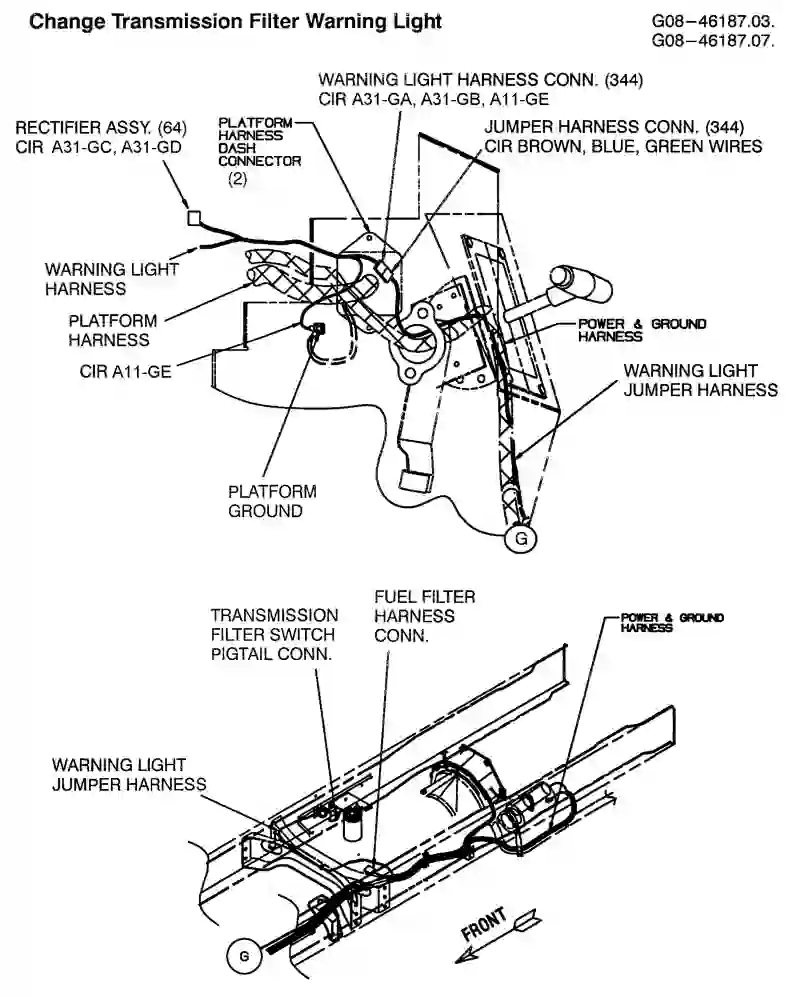 Change Transmission Filter Warning Light
G08-46187.03.
G08-46187.07.
WARNING LIGHT HARNESS CONN. (344)
CIR A31-GA, A31-GB, A11-GE
RECTIFIER ASSY. (64)
CIR A31-GC, A31-GD
PLATFORM
HARNESS
DASH
CONNECTOR
(2)
JUMPER HARNESS CONN. (344)
CIR BROWN, BLUE, GREEN WIRES
WARNING LIGHT
HARNESS
PLATFORM
HARNESS
CIR A11-GE
POWER & GROUND
HARNESS
WARNING LIGHT
JUMPER HARNESS
PLATFORM
GROUND
G
TRANSMISSION
FILTER SWITCH
PIGTAIL CONN.
FUEL FILTER
HARNESS
CONN.
POWER & GROUND
HARNESS
WARNING LIGHT
JUMPER HARNESS
FRONT
G